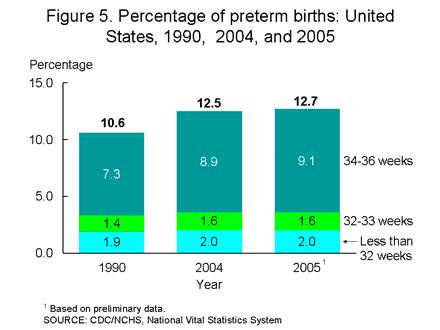 Figure 5. Percentage of preterm births: United
States, 1990, 2004, and 2005
Percentage
15.0
12.7
12.5
10.6
10.0
7.3
8.9
9.1
34-36 weeks
5.0
1.4
1.6
1.6
32-33 weeks
1.9
2.0
2.0
Less than
32 weeks
0.0
1990
2004
2005¹
Year
¹ Based on preliminary data.
SOURCE: CDC/NCHS, National Vital Statistics System